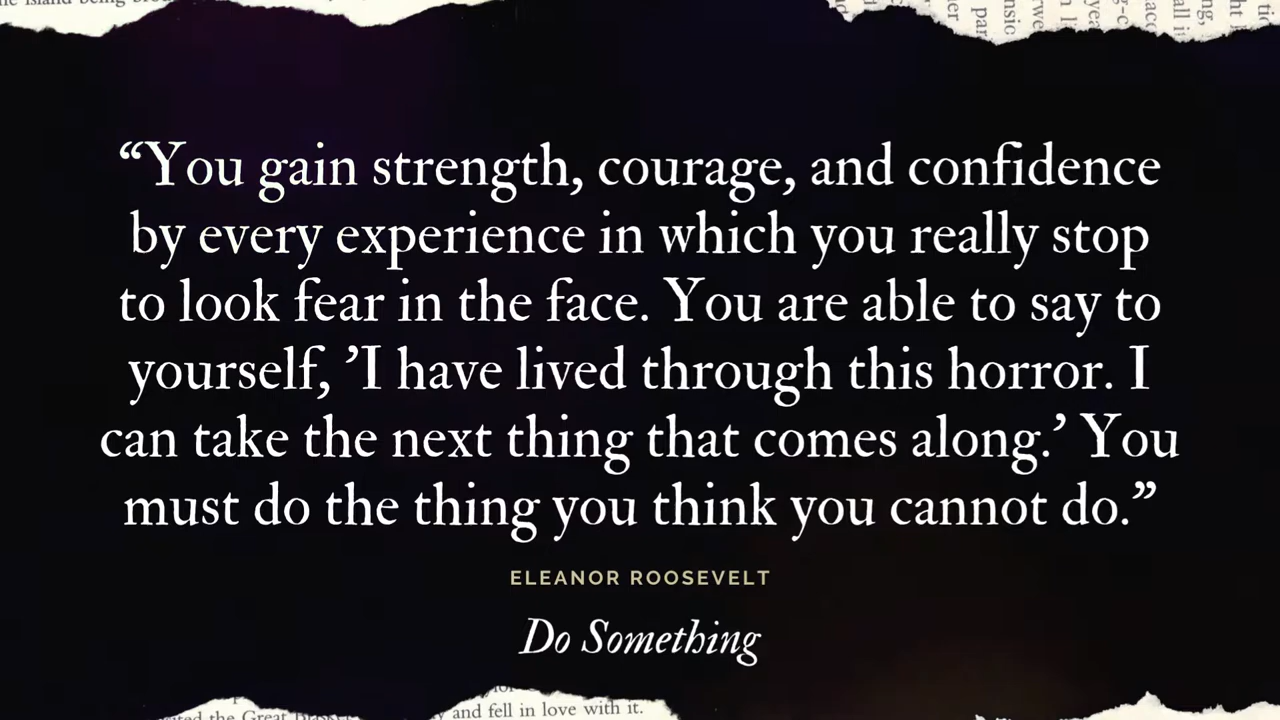 “You gain strength, courage, and confidence
by every experience in which you really stop
to look fear in the face. You are able to say to
yourself, ’I have lived through this horror. I
can take the next thing that comes along.’ You
must do the thing you think you cannot do.”
ELEANOR ROOSEVELT
Do Something
and fell in love with it.